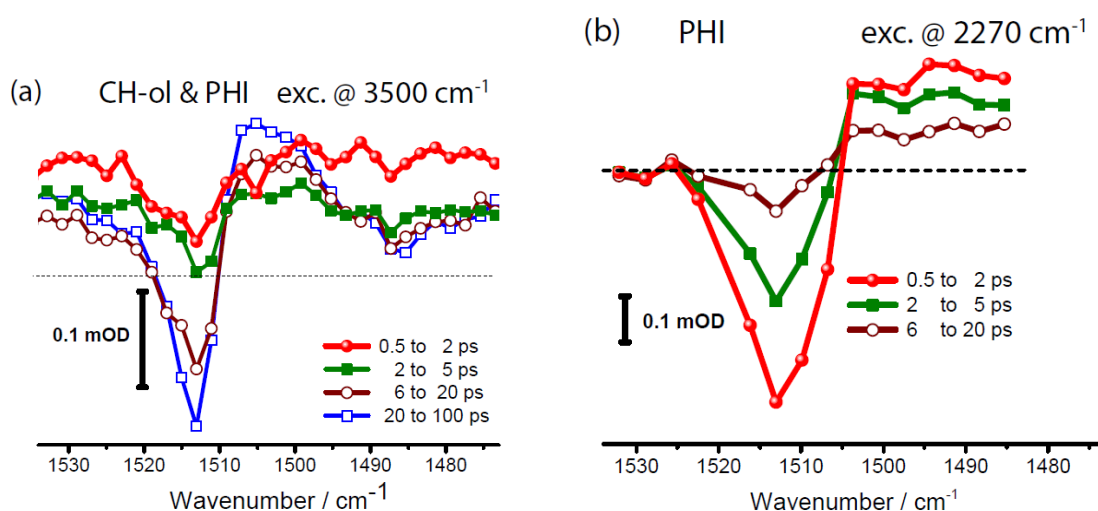 (a)
CH-ol & PHI exc. @ 3500 cm-1
0.1 mOD
0.5 to 2 ps
2 to 5 ps
6 to 20 ps
20 to 100 ps
1530 1520 1510 1500 1490 1480
Wavenumber / cm-1
(b)
PHI exc. @ 2270 cm-1
0.1 mOD
0.5 to 2 ps
2 to 5 ps
6 to 20 ps
1530 1520 1510 1500 1490 1480
Wavenumber / cm-1